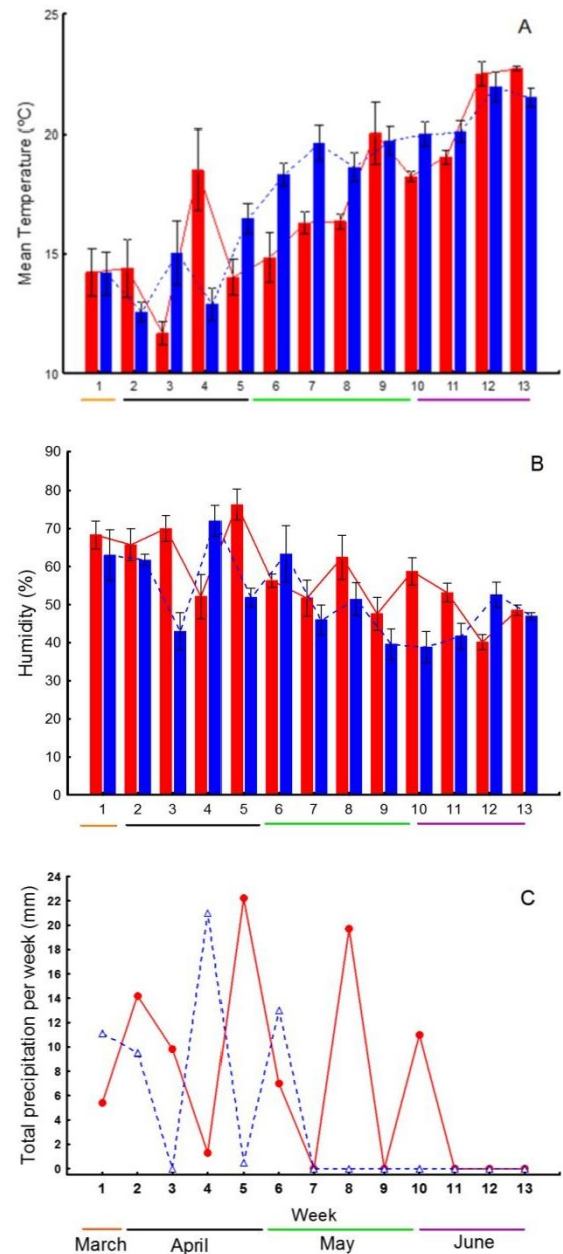 A
Mean Temperature (ºC)
25
20
15
10
1 2 3 4 5 6 7 8 9 10 11 12 13
B
Humidity (%)
90
80
70
60
50
40
30
20
10
0
1 2 3 4 5 6 7 8 9 10 11 12 13
C
Total precipitation per week (mm)
24
22
20
18
16
14
12
10
8
6
4
2
0
1 2 3 4 5 6 7 8 9 10 11 12 13
Week
March April May June